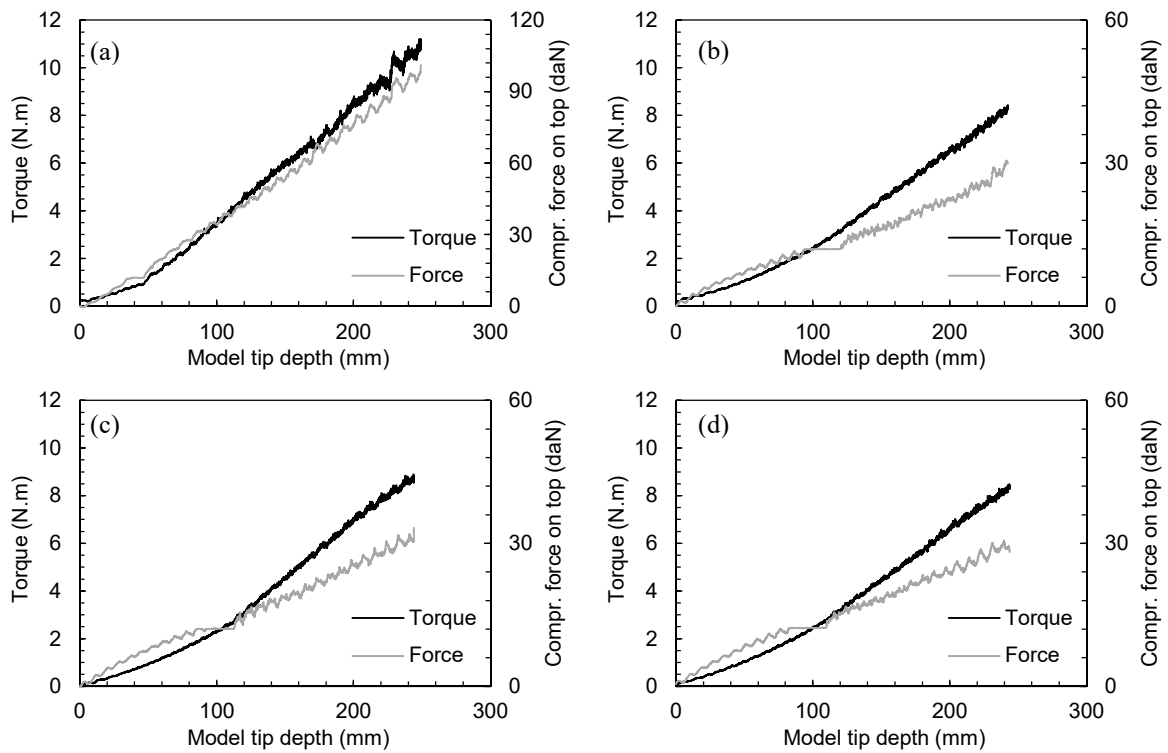 (a)
12
10
8
6
4
2
0
Torque (N.m)
120
90
60
30
0
Compr. force on top (daN)
Torque
Force
0 100 200 300
Model tip depth (mm)
(b)
12
10
8
6
4
2
0
Torque (N.m)
60
30
0
Compr. force on top (daN)
Torque
Force
0 100 200 300
Model tip depth (mm)
(c)
12
10
8
6
4
2
0
Torque (N.m)
60
30
0
Compr. force on top (daN)
Torque
Force
0 100 200 300
Model tip depth (mm)
(d)
12
10
8
6
4
2
0
Torque (N.m)
60
30
0
Compr. force on top (daN)
Torque
Force
0 100 200 300
Model tip depth (mm)